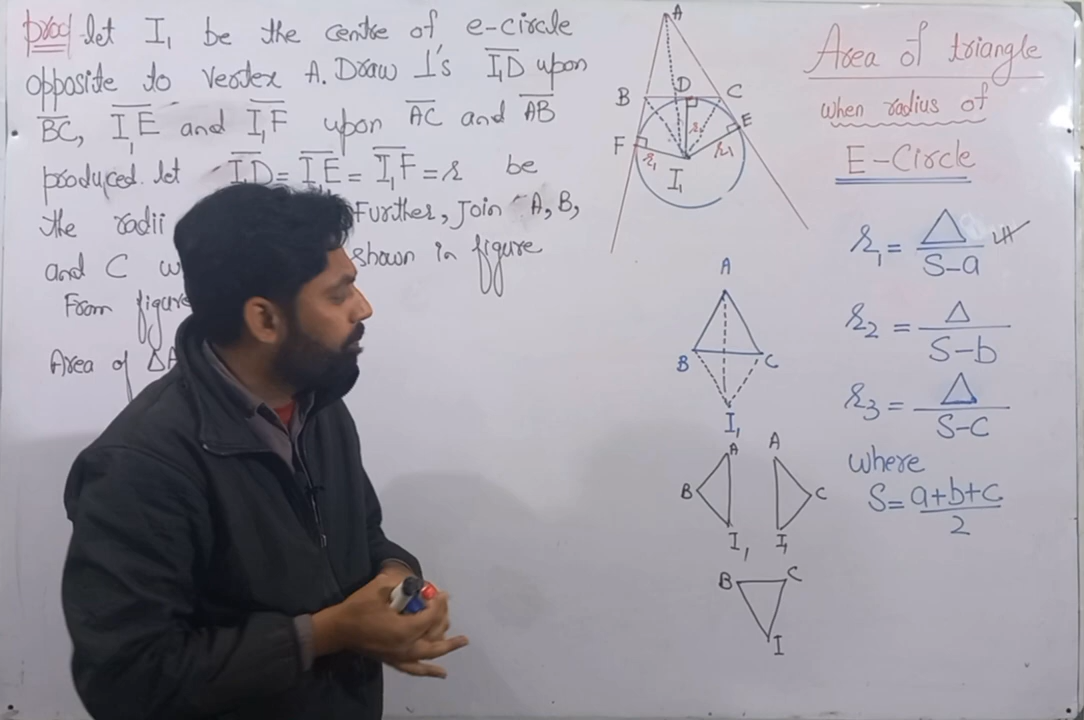 proof let I₁ be the centre of e-circle
opposite to vertex A. Draw ⊥'s I₁D upon
BC, I₁E and I₁F upon AC and AB
produced. let I₁D = I₁E = I₁F = r₁ be
the radii Further, Join A, B,
and C shown in figure
From figure
Area of
A
B D C
E
F
r₁ r₁ r₁
I₁
A
B C
I₁
A A
B C
I₁ I₁
B C
I
Area of triangle
when radius of
E-Circle
r₁ = Δ/S-a
r₂ = Δ/S-b
r₃ = Δ/S-c
where
S = a+b+c/2